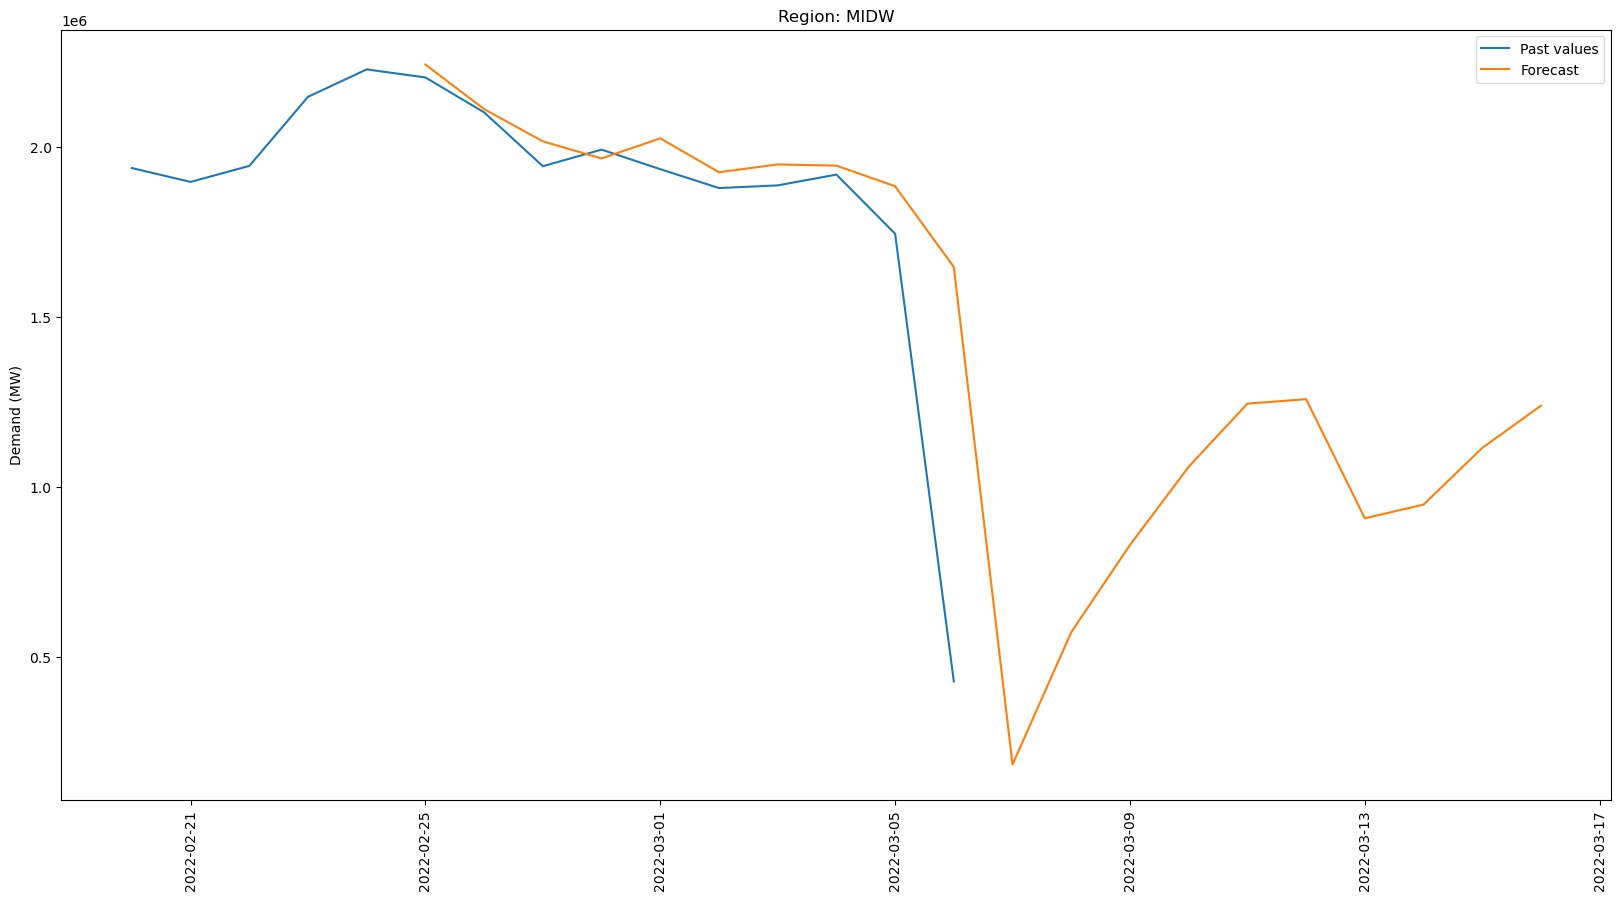 Region: MIDW
1e6
Past values
Forecast
2.0
1.5
1.0
0.5
Demand (MW)
2022-02-21
2022-02-25
2022-03-01
2022-03-05
2022-03-09
2022-03-13
2022-03-17